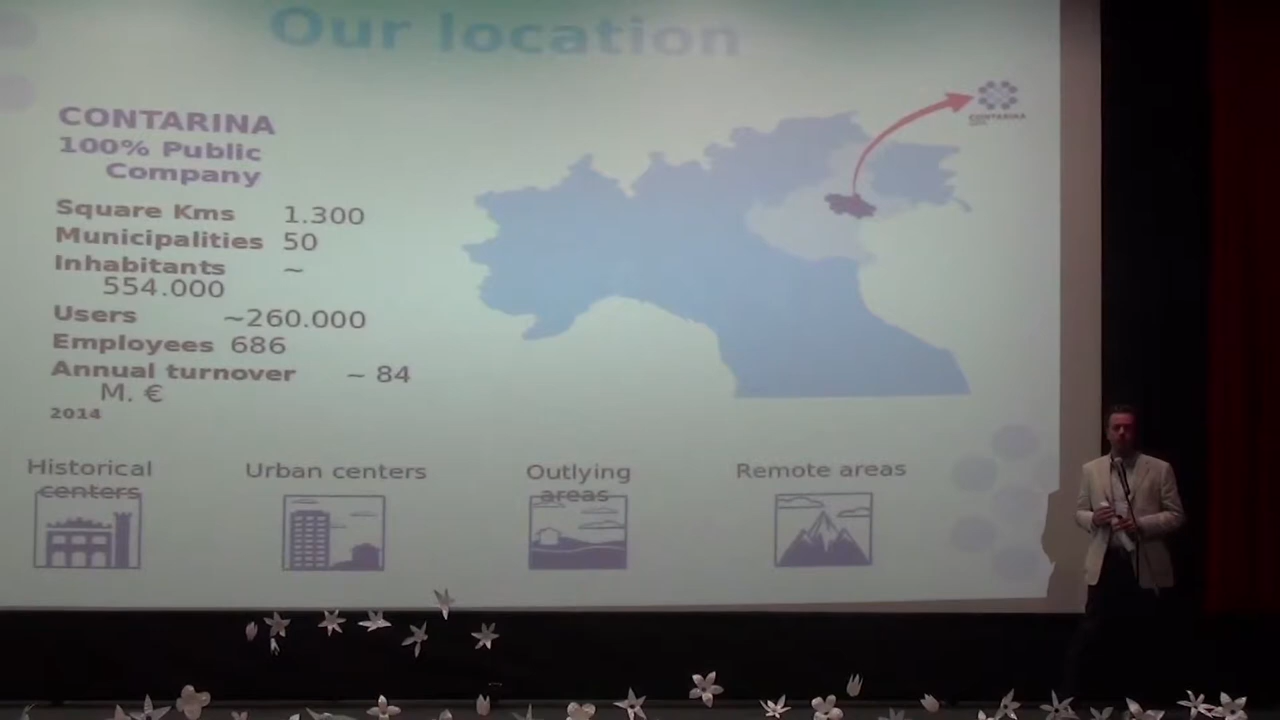 Our location
CONTARINA
100% Public
Company
Square Kms 1.300
Municipalities 50
Inhabitants ~
554.000
Users ~260.000
Employees 686
Annual turnover ~ 84
M. €
2014
CONTARINA
Historical
centers
Urban centers
Outlying
areas
Remote areas